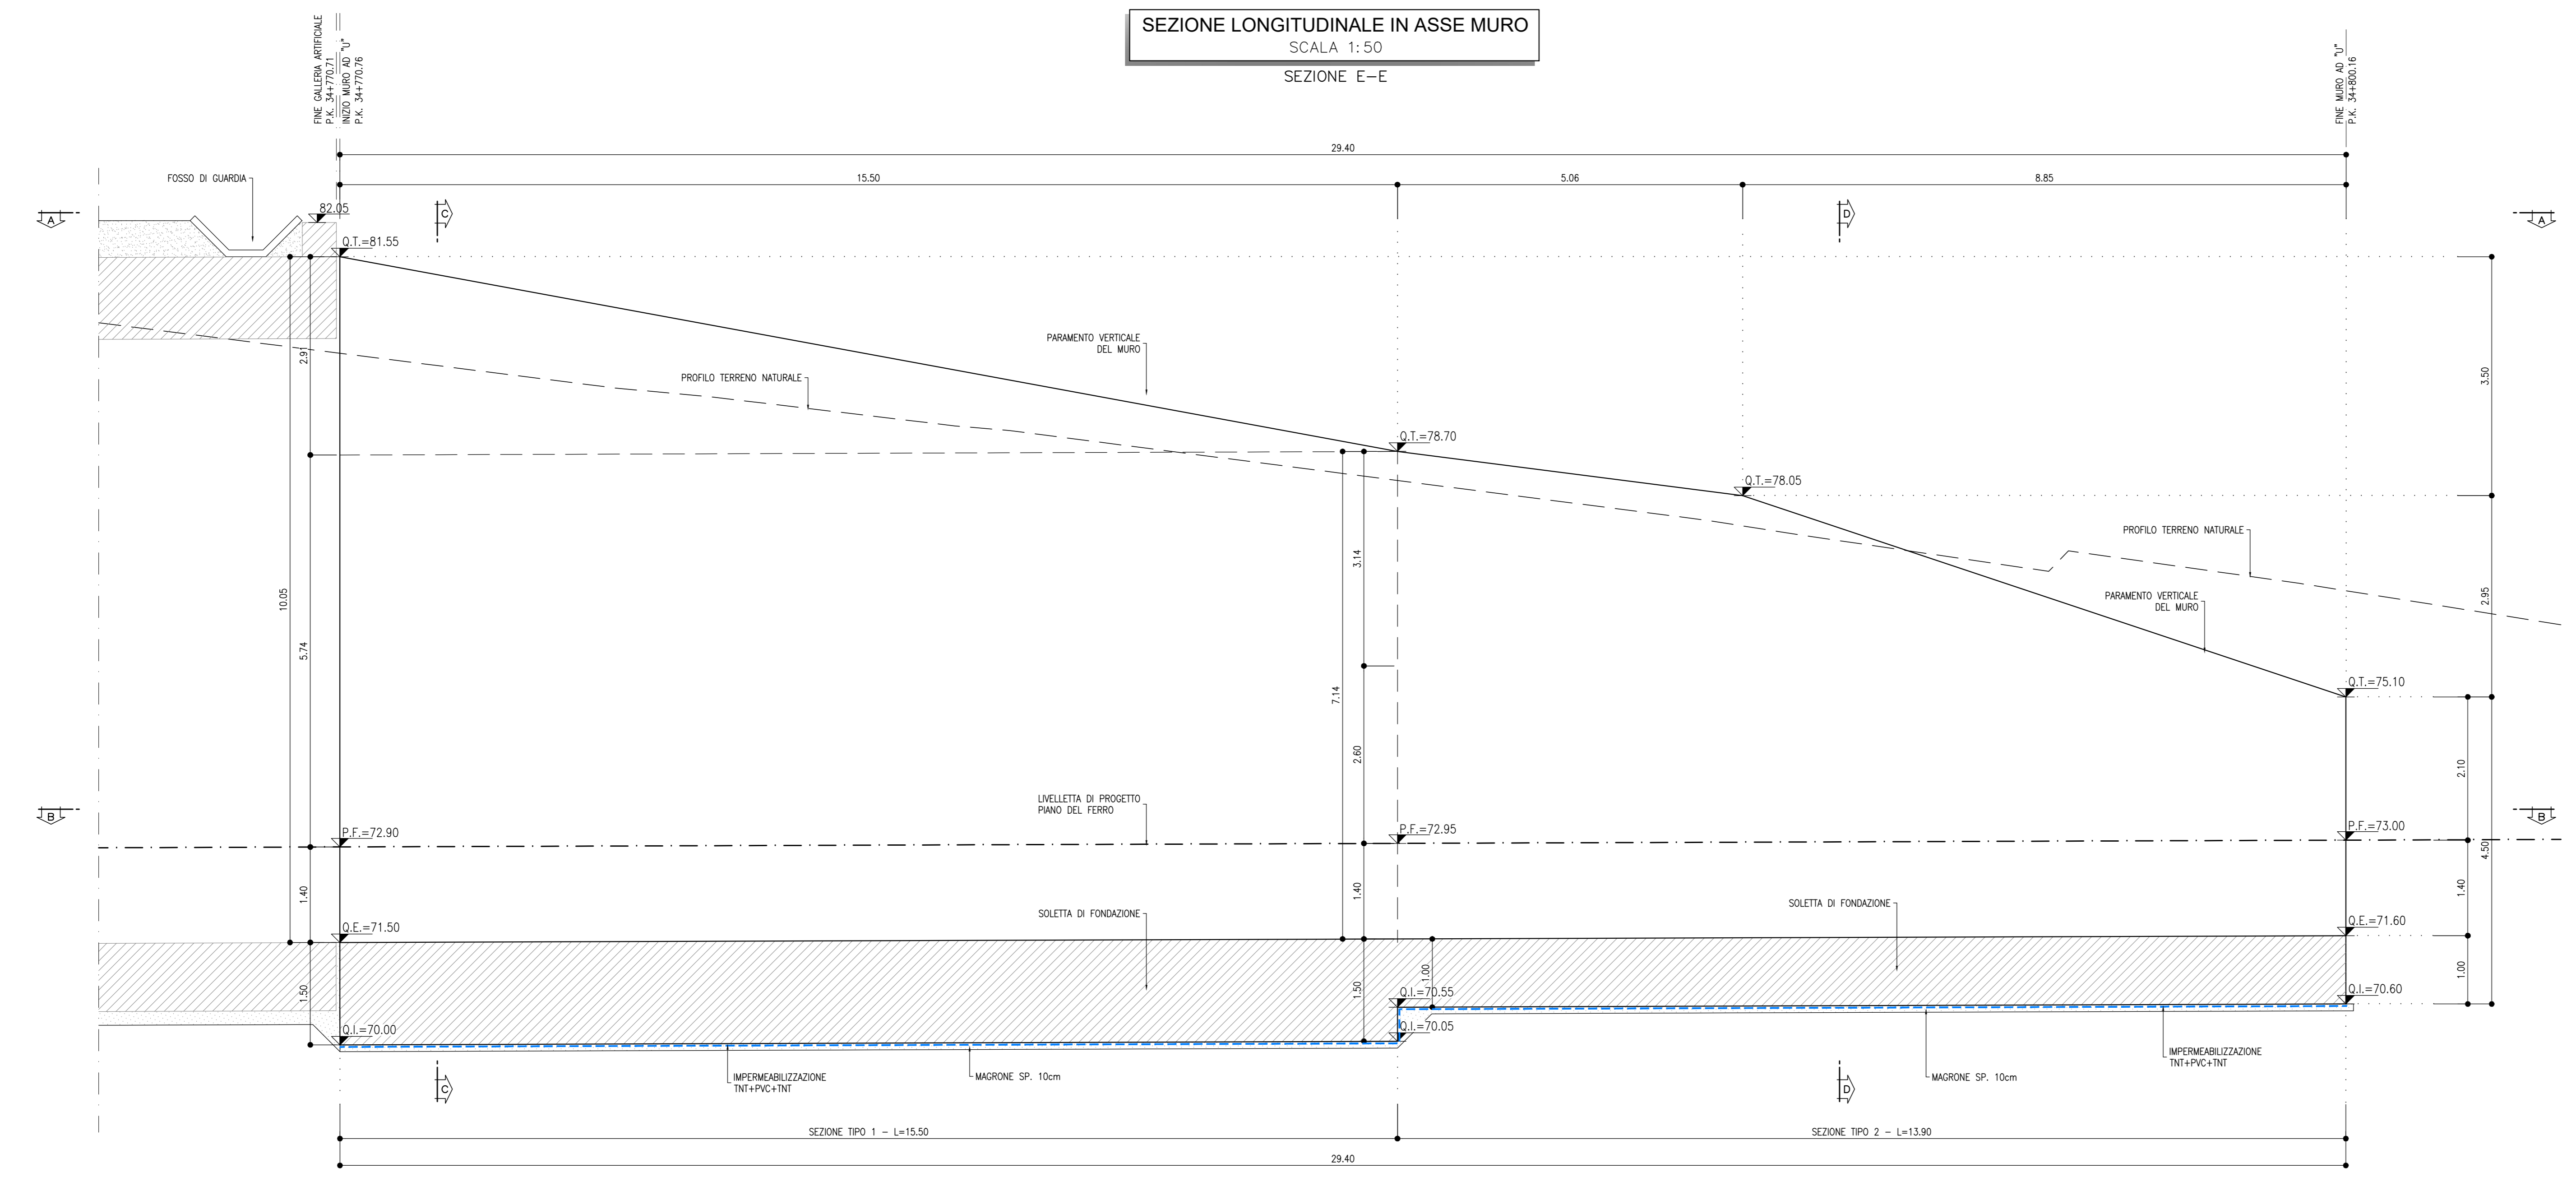 SEZIONE LONGITUDINALE IN ASSE MURO
SCALA 1:50
SEZIONE E-E
FINE GALLERIA ARTIFICIALE
P.K. 34+770.71
INIZIO MURO AD "U"
P.K. 34+770.76
FINE MURO AD "U"
P.K. 34+800.16
29.40
15.50
5.06
8.85
FOSSO DI GUARDIA
82.05
A
C
D
A
Q.T.=81.55
2.91
PARAMENTO VERTICALE
DEL MURO
PROFILO TERRENO NATURALE
3.50
Q.T.=78.70
Q.T.=78.05
3.14
PROFILO TERRENO NATURALE
10.05
5.74
PARAMENTO VERTICALE
DEL MURO
2.95
7.14
Q.T.=75.10
2.60
2.10
LIVELLETTA DI PROGETTO
PIANO DEL FERRO
B
B
P.F.=72.90
P.F.=72.95
P.F.=73.00
4.50
1.40
1.40
1.40
SOLETTA DI FONDAZIONE
SOLETTA DI FONDAZIONE
Q.E.=71.50
Q.E.=71.60
1.50
1.50
1.00
1.00
Q.I.=70.55
Q.I.=70.60
Q.I.=70.00
Q.I.=70.05
IMPERMEABILIZZAZIONE
TNT+PVC+TNT
MAGRONE SP. 10cm
MAGRONE SP. 10cm
IMPERMEABILIZZAZIONE
TNT+PVC+TNT
C
D
SEZIONE TIPO 1 - L=15.50
SEZIONE TIPO 2 - L=13.90
29.40